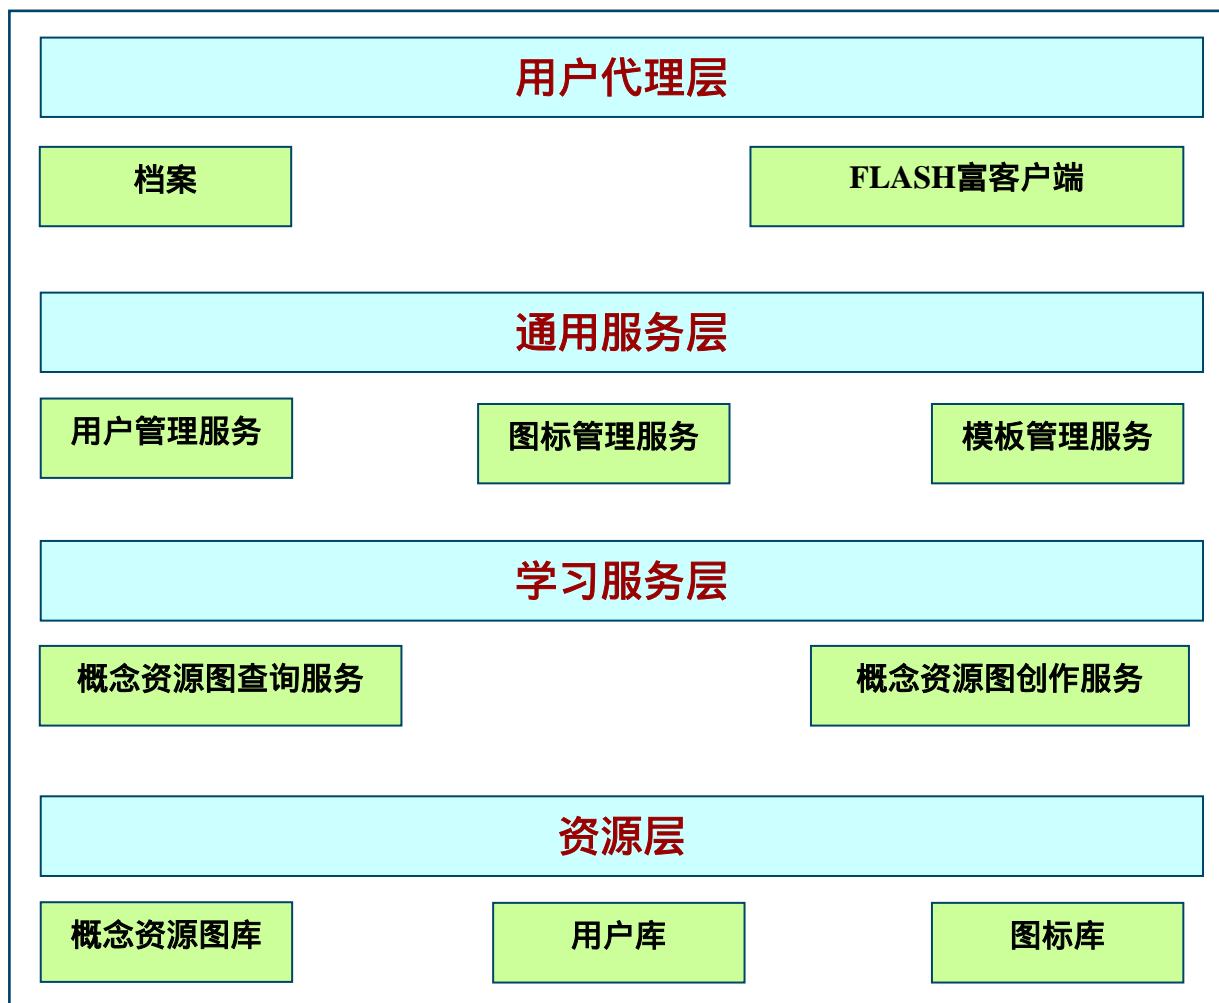 用户代理层
档案
FLASH富客户端
通用服务层
用户管理服务
图标管理服务
模板管理服务
学习服务层
概念资源图查询服务
概念资源图创作服务
资源层
概念资源图库
用户库
图标库